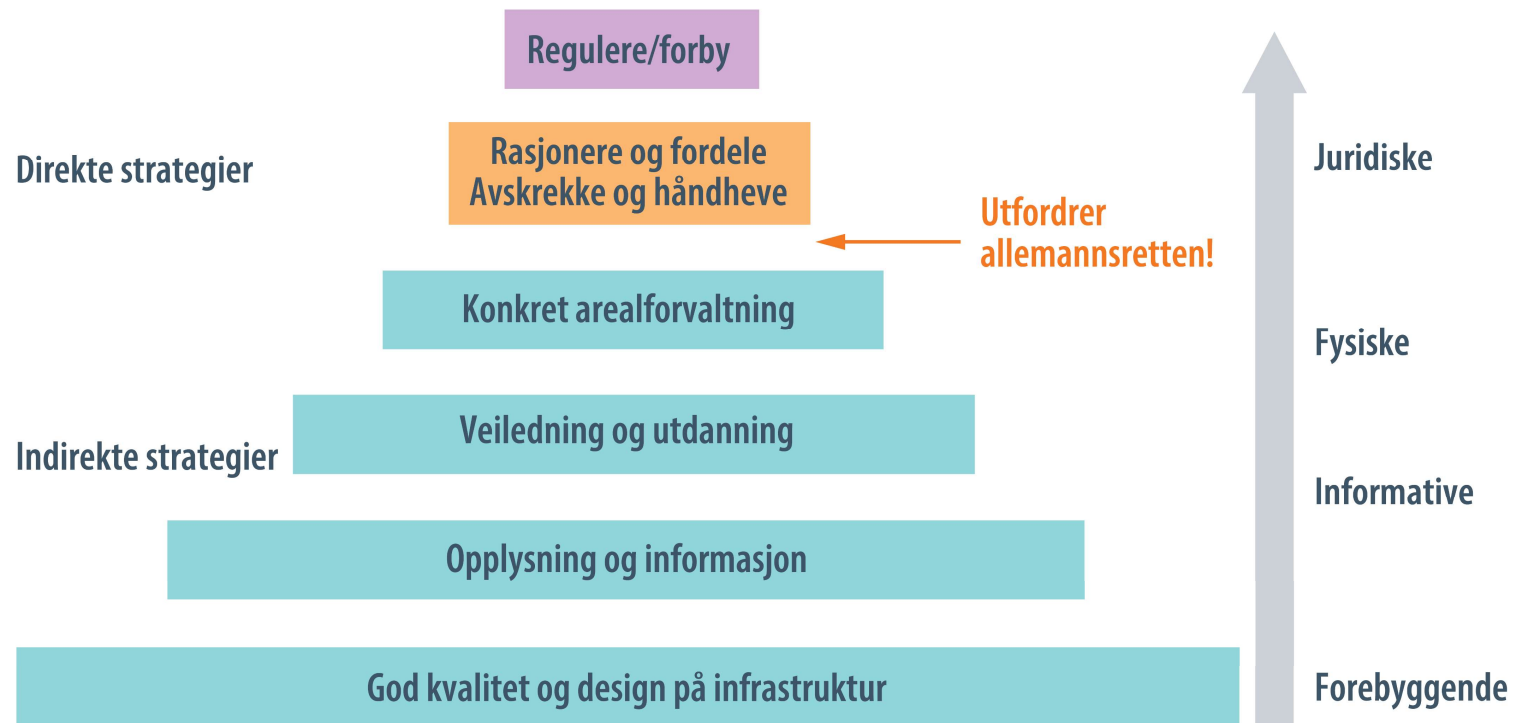 Regulere/forby
Direkte strategier
Rasjonere og fordele
Avskrekke og håndheve
Juridiske
Utfordrer
allemannsretten!
Konkret arealforvaltning
Fysiske
Veiledning og utdanning
Indirekte strategier
Informative
Opplysning og informasjon
God kvalitet og design på infrastruktur
Forebyggende